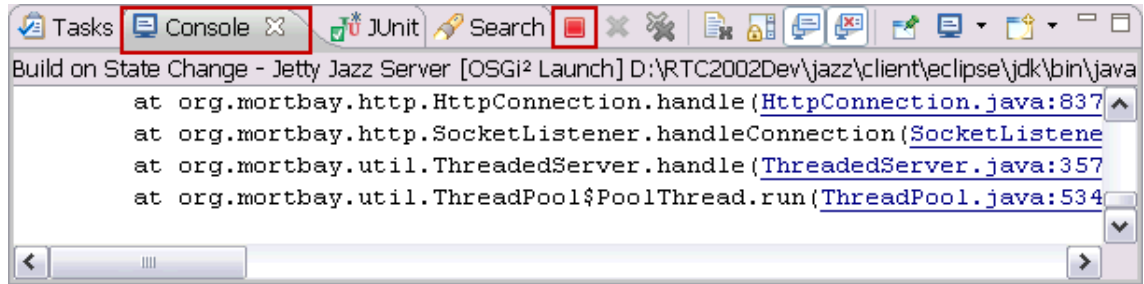 Tasks Console JUnit Search
Build on State Change - Jetty Jazz Server [OSGi² Launch] D:\RTC2002Dev\jazz\client\eclipse\jdk\bin\java
at org.mortbay.http.HttpConnection.handle(HttpConnection.java:837
at org.mortbay.http.SocketListener.handleConnection(SocketListene
at org.mortbay.util.ThreadedServer.handle(ThreadedServer.java:357
at org.mortbay.util.ThreadPool$PoolThread.run(ThreadPool.java:534